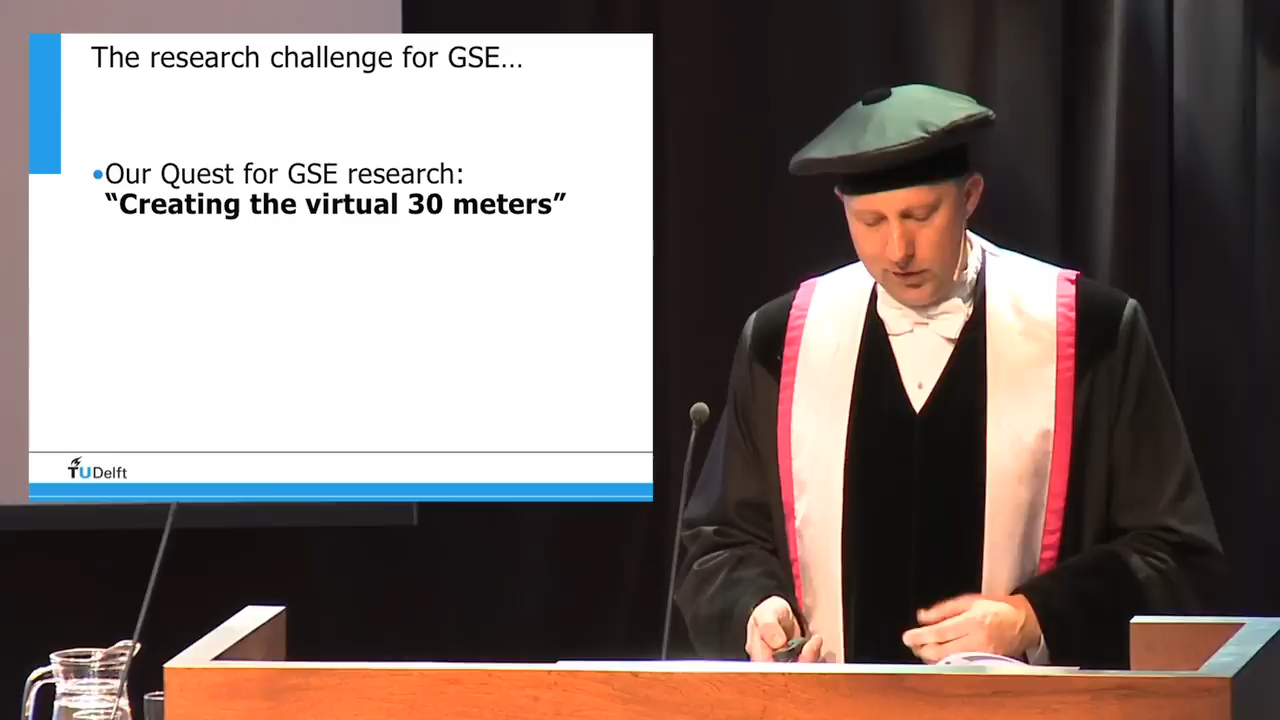 The research challenge for GSE…
•Our Quest for GSE research:
“Creating the virtual 30 meters”
TUDelft